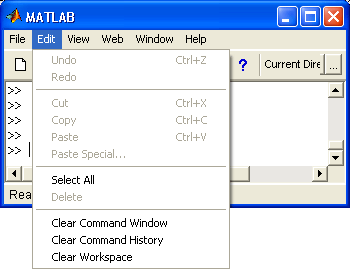 MATLAB
File Edit View Web Window Help
? Current Dire ...
Undo Ctrl+Z
Redo
>>
Cut Ctrl+X
>>
Copy Ctrl+C
>>
Paste Ctrl+V
>>
Paste Special...
>>
Select All
Rea
Delete
Clear Command Window
Clear Command History
Clear Workspace